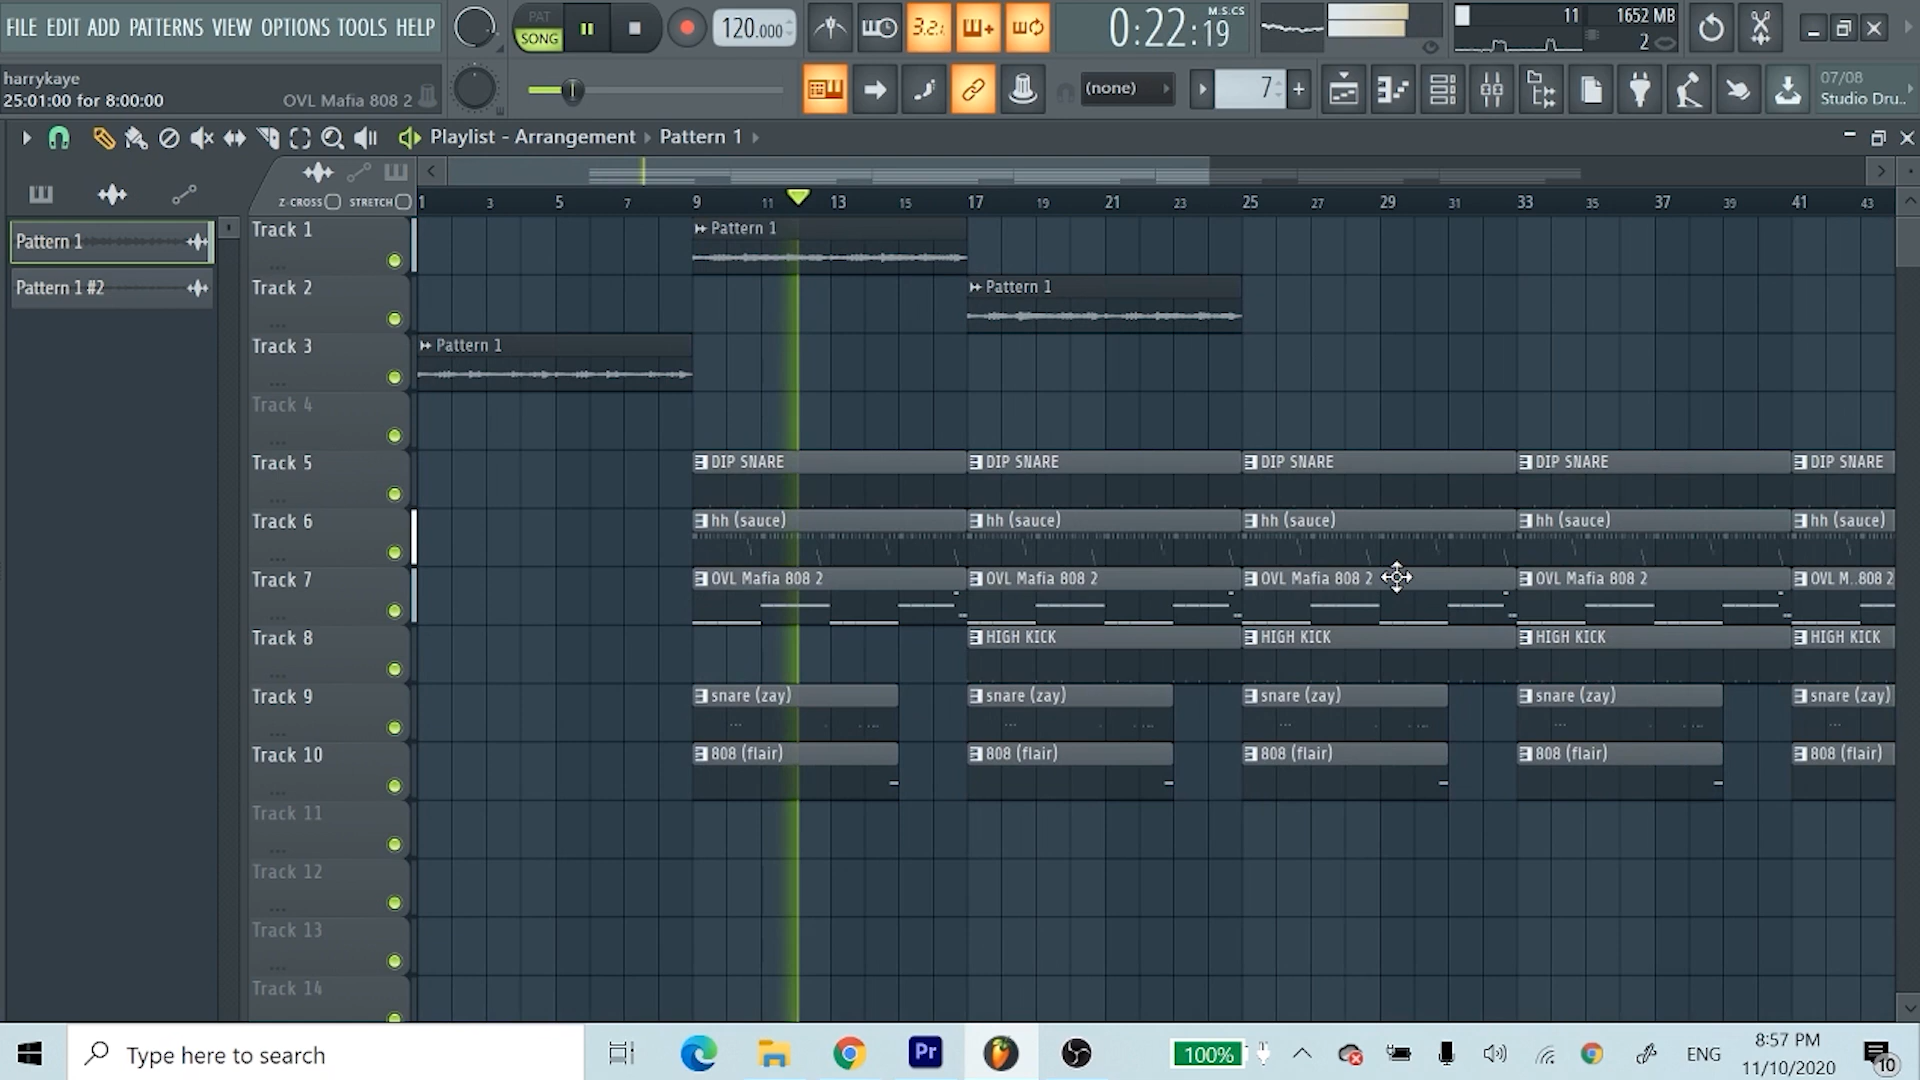 FILE EDIT ADD PATTERNS VIEW OPTIONS TOOLS HELP
PAT
SONG
120.000
3.2.
0:22:19
M:S:CS
11
1652 MB
2
harrykaye
25:01:00 for 8:00:00
OVL Mafia 808 2
(none)
7
07/08
Studio Dru..
Playlist - Arrangement › Pattern 1 ›
Z-CROSS
STRETCH
1 3 5 7 9 11 13 15 17 19 21 23 25 27 29 31 33 35 37 39 41 43
Pattern 1
Pattern 1 #2
Track 1
Pattern 1
Track 2
Pattern 1
Track 3
Pattern 1
Track 4
Track 5
DIP SNARE DIP SNARE DIP SNARE DIP SNARE DIP SNARE
Track 6
hh (sauce) hh (sauce) hh (sauce) hh (sauce) hh (sauce)
Track 7
OVL Mafia 808 2 OVL Mafia 808 2 OVL Mafia 808 2 OVL Mafia 808 2 OVL M..808 2
Track 8
HIGH KICK HIGH KICK HIGH KICK HIGH KICK
Track 9
snare (zay) snare (zay) snare (zay) snare (zay) snare (zay)
Track 10
808 (flair) 808 (flair) 808 (flair) 808 (flair) 808 (flair)
Track 11
Track 12
Track 13
Track 14
Type here to search
Pr
100%
ENG
8:57 PM
11/10/2020
10